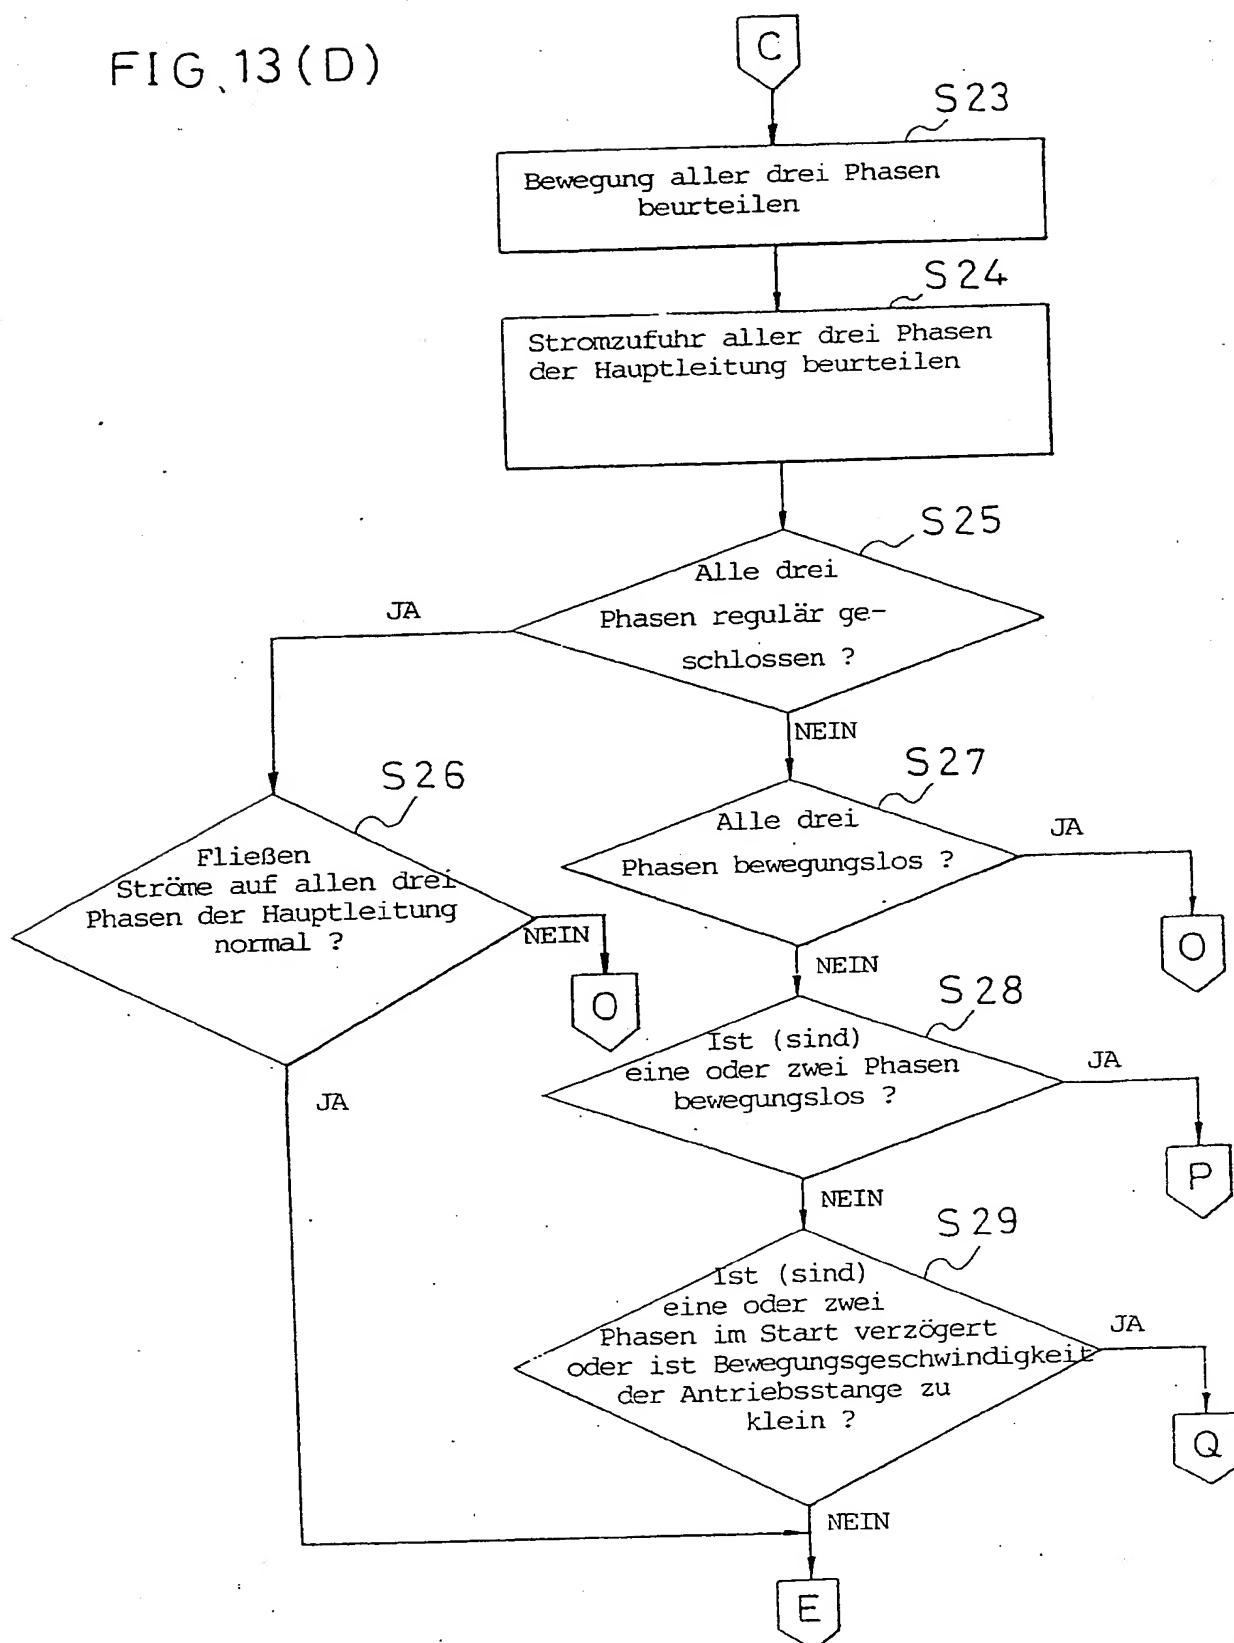 FIG. 13 (D)
C
S23
Bewegung aller drei Phasen
beurteilen
S24
Stromzufuhr aller drei Phasen
der Hauptleitung beurteilen
S25
Alle drei
Phasen regulär ge-
schlossen ?
JA
NEIN
S26
Fließen
Ströme auf allen drei
Phasen der Hauptleitung
normal ?
NEIN
O
JA
S27
Alle drei
Phasen bewegungslos ?
JA
O
NEIN
S28
Ist (sind)
eine oder zwei Phasen
bewegungslos ?
JA
P
NEIN
S29
Ist (sind)
eine oder zwei
Phasen im Start verzögert
oder ist Bewegungsgeschwindigkeit
der Antriebsstange zu
klein ?
JA
Q
NEIN
E